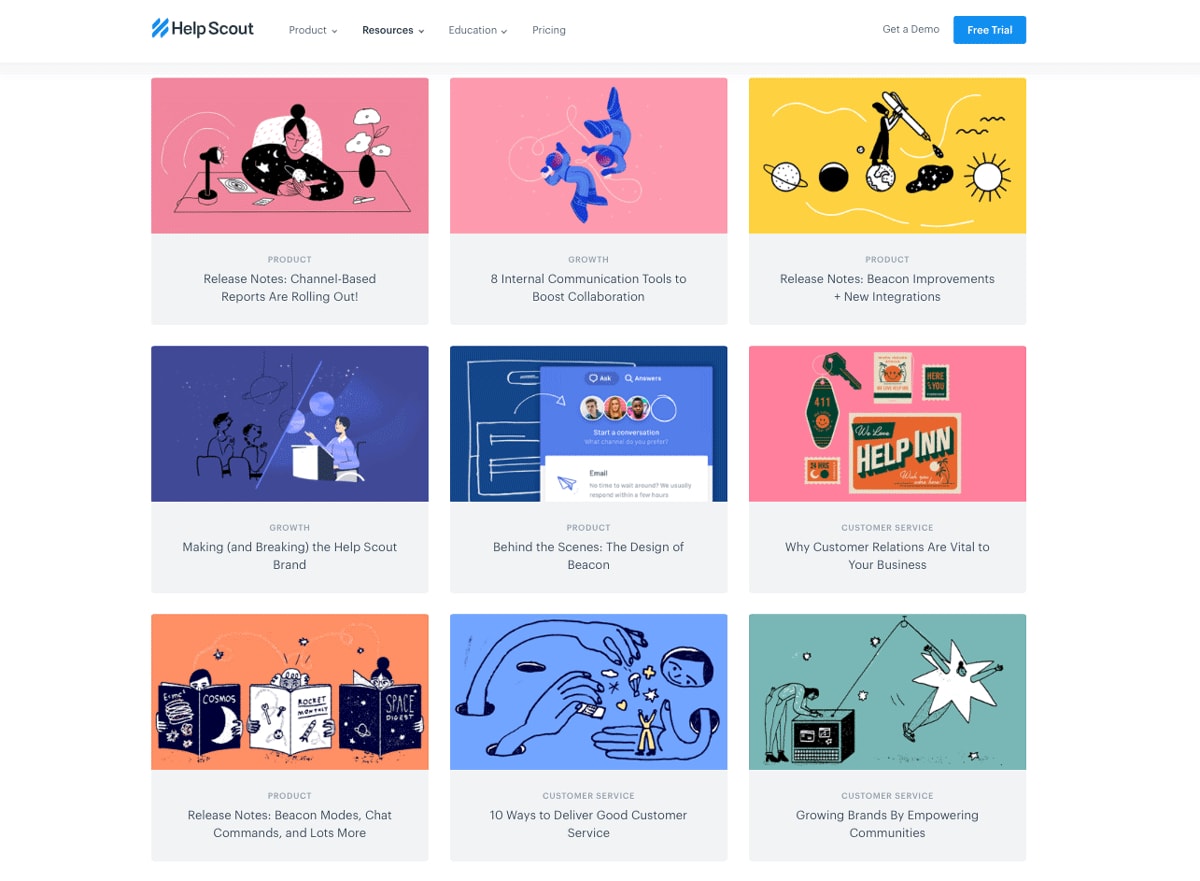 Help Scout
Product
Resources
Education
Pricing
Get a Demo
Free Trial
PRODUCT
Release Notes: Channel-Based
Reports Are Rolling Out!
GROWTH
8 Internal Communication Tools to
Boost Collaboration
PRODUCT
Release Notes: Beacon Improvements
+ New Integrations
Ask
Answers
Start a conversation
What channel do you prefer?
Email
No time to wait around? We usually
respond within a few hours
411
HERE
YOU
24 HRS
We Love
HELP INN
Wish you
were here!
GROWTH
Making (and Breaking) the Help Scout
Brand
PRODUCT
Behind the Scenes: The Design of
Beacon
CUSTOMER SERVICE
Why Customer Relations Are Vital to
Your Business
E=mc²
COSMOS
ROCKET
MONTHLY
SPACE
DIGEST
PRODUCT
Release Notes: Beacon Modes, Chat
Commands, and Lots More
CUSTOMER SERVICE
10 Ways to Deliver Good Customer
Service
CUSTOMER SERVICE
Growing Brands By Empowering
Communities